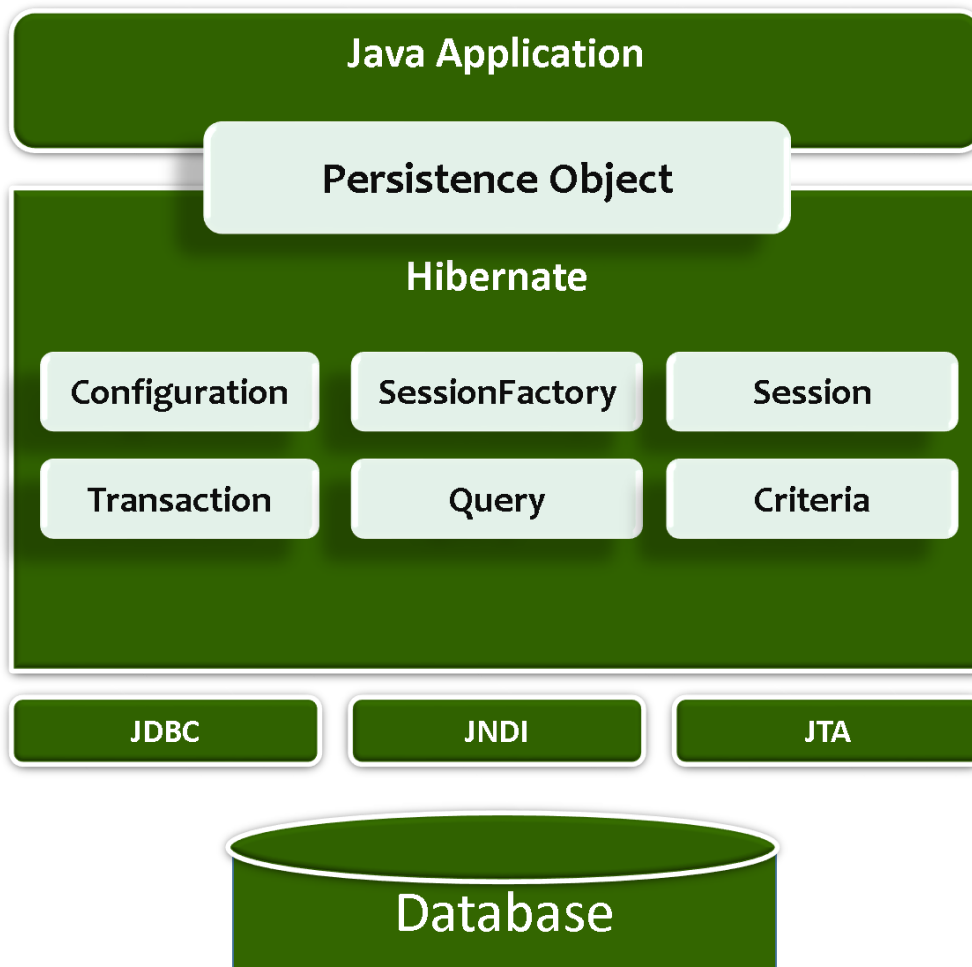 Java Application
Persistence Object
Hibernate
Configuration
SessionFactory
Session
Transaction
Query
Criteria
JDBC
JNDI
JTA
Database